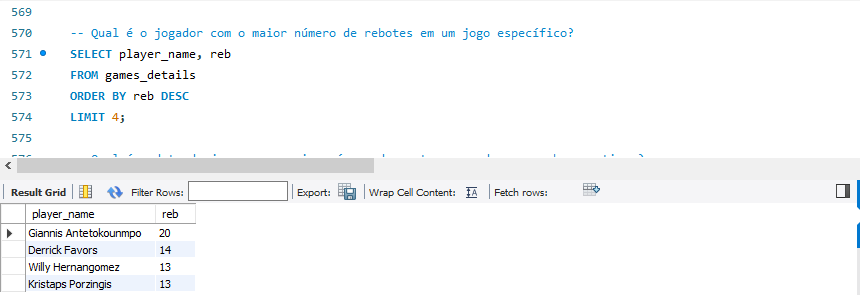 569
570 -- Qual é o jogador com o maior número de rebotes em um jogo específico?
571 SELECT player_name, reb
572 FROM games_details
573 ORDER BY reb DESC
574 LIMIT 4;
575
Result Grid Filter Rows: Export: Wrap Cell Content: IA Fetch rows:
player_name reb
Giannis Antetokounmpo 20
Derrick Favors 14
Willy Hernangomez 13
Kristaps Porzingis 13